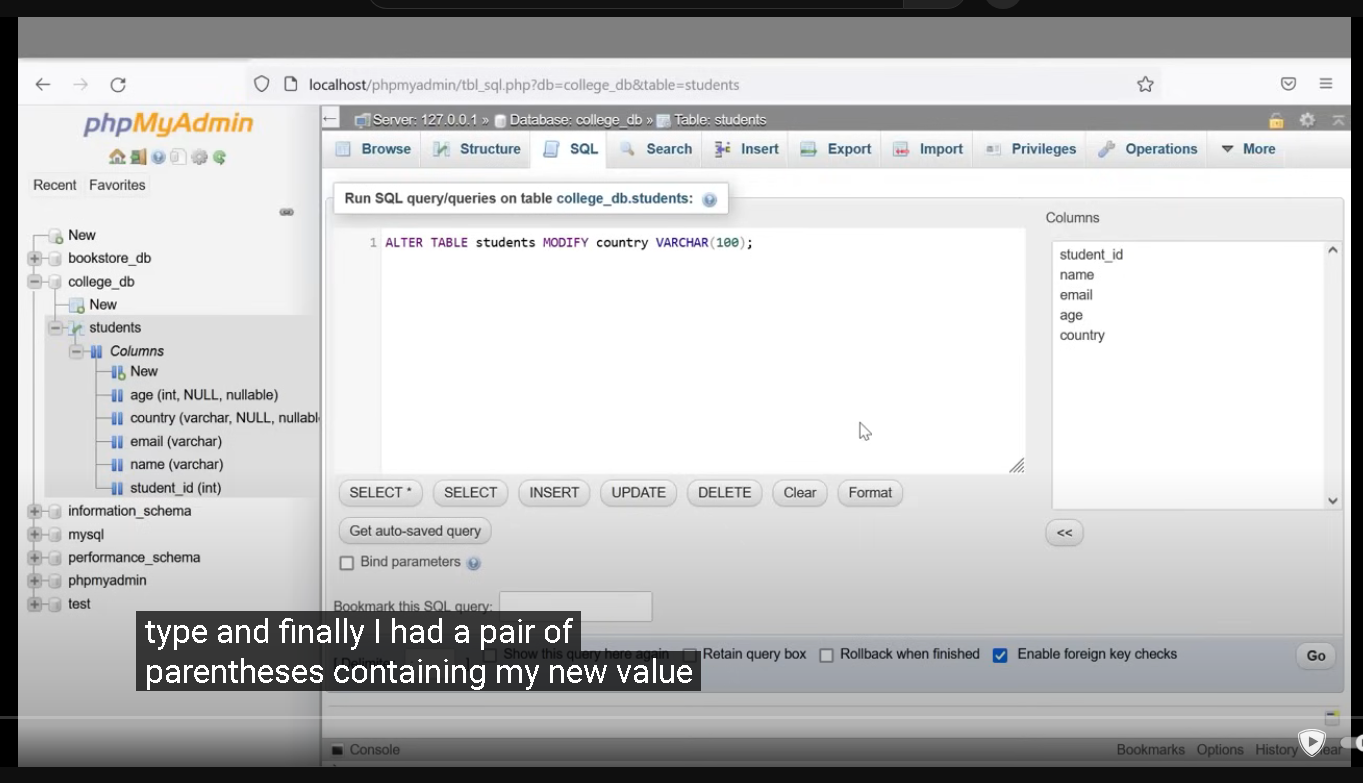 localhost/phpmyadmin/tbl_sql.php?db=college_db&table=students
phpMyAdmin
Recent Favorites
New
bookstore_db
college_db
New
students
Columns
New
age (int, NULL, nullable)
country (varchar, NULL, nullabl
email (varchar)
name (varchar)
student_id (int)
information_schema
mysql
performance_schema
phpmyadmin
test
Server: 127.0.0.1 » Database: college_db » Table: students
Browse Structure SQL Search Insert Export Import Privileges Operations More
Run SQL query/queries on table college_db.students:
1 ALTER TABLE students MODIFY country VARCHAR(100);
Columns
student_id
name
email
age
country
SELECT * SELECT INSERT UPDATE DELETE Clear Format
<<
Get auto-saved query
Bind parameters
Bookmark this SQL query:
Show this query here again Retain query box Rollback when finished Enable foreign key checks Go
type and finally I had a pair of
parentheses containing my new value
Console Bookmarks Options History